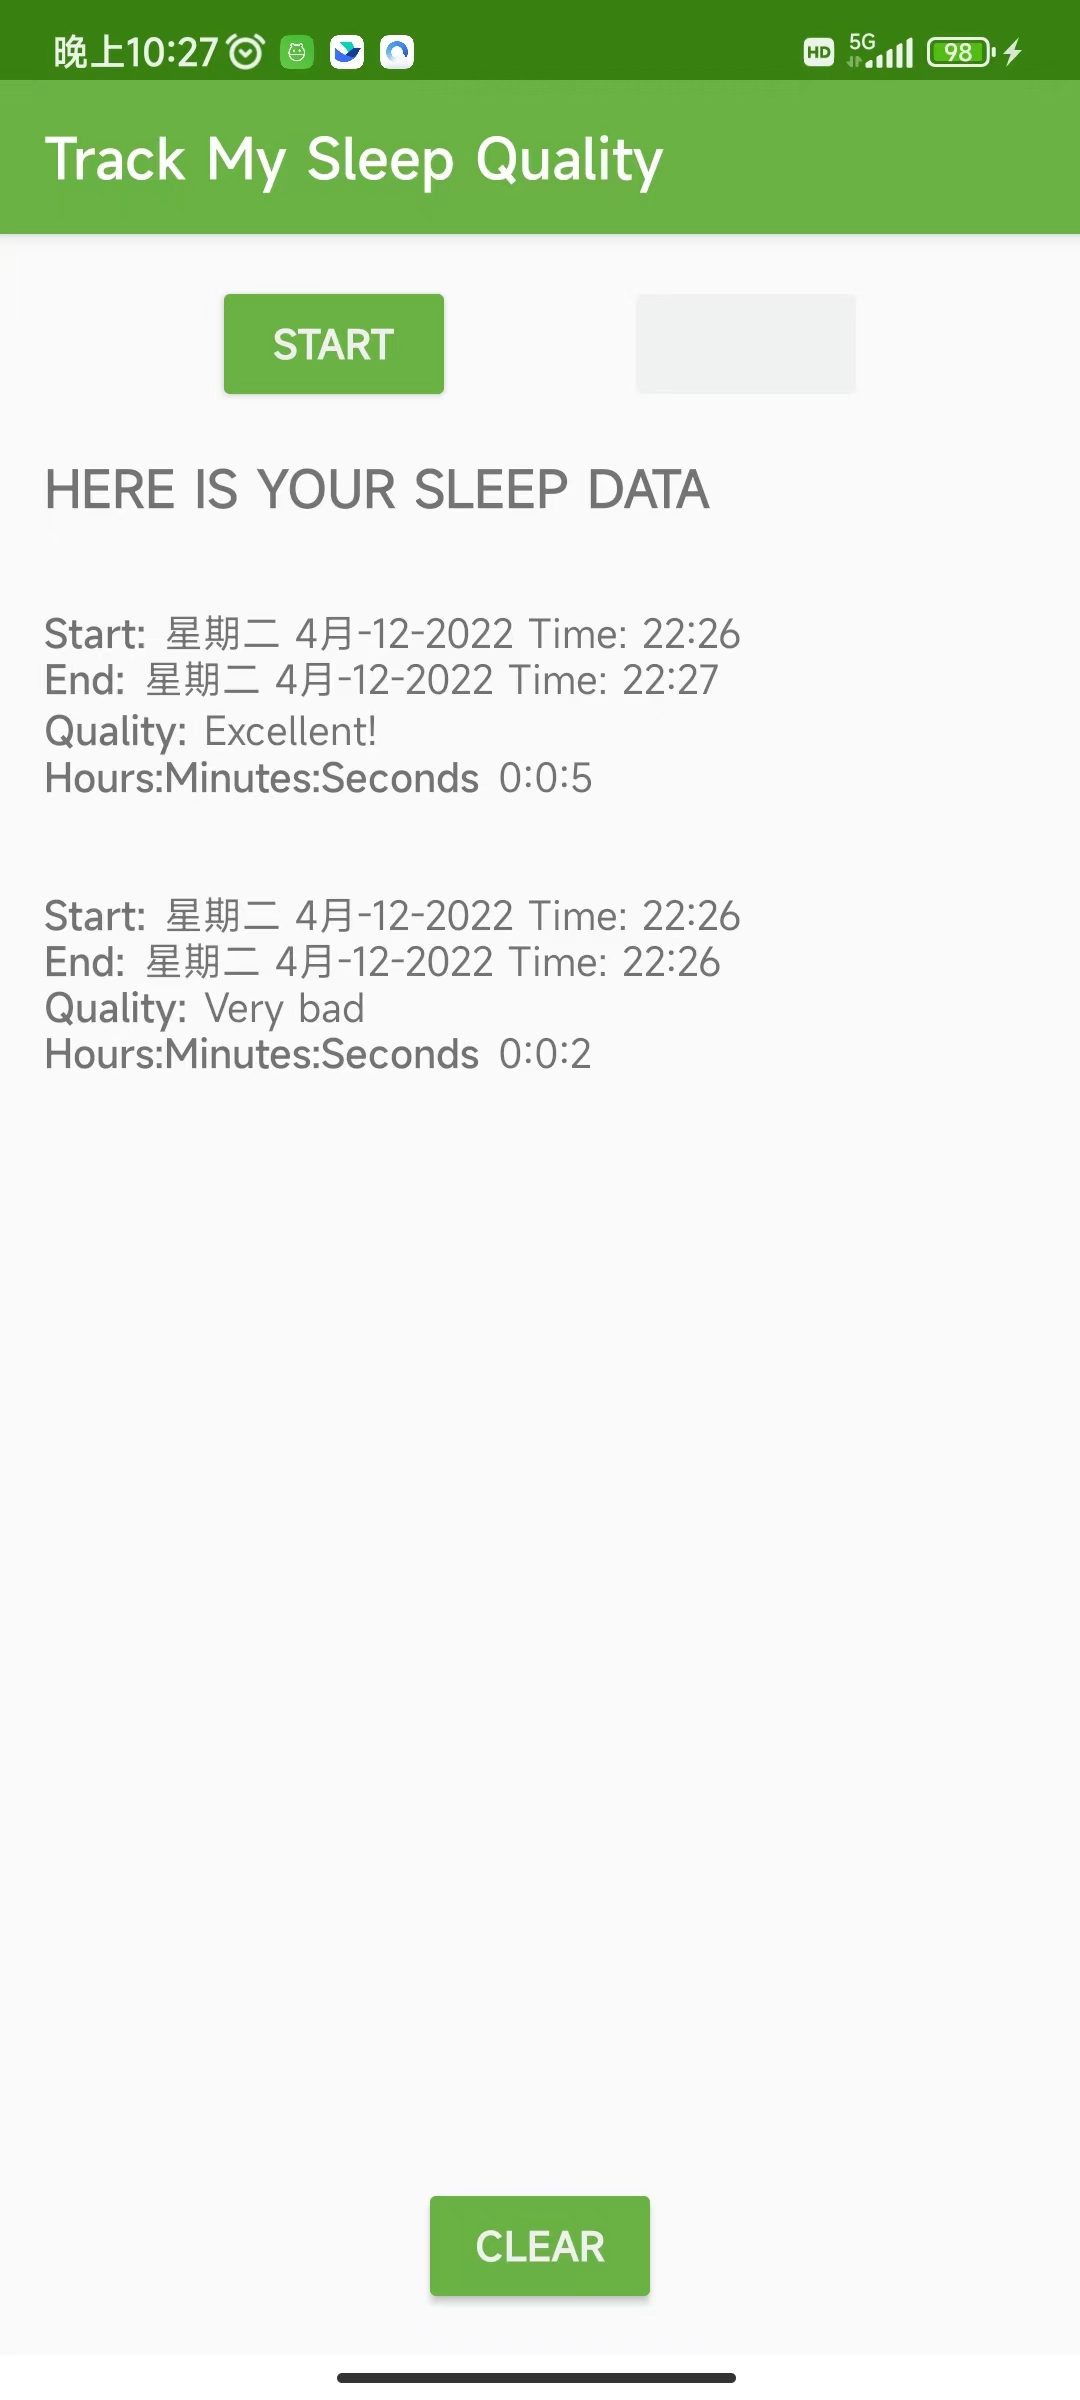 晚上10:27
HD 5G 98
Track My Sleep Quality
START
HERE IS YOUR SLEEP DATA
Start: 星期二 4月-12-2022 Time: 22:26
End: 星期二 4月-12-2022 Time: 22:27
Quality: Excellent!
Hours:Minutes:Seconds 0:0:5
Start: 星期二 4月-12-2022 Time: 22:26
End: 星期二 4月-12-2022 Time: 22:26
Quality: Very bad
Hours:Minutes:Seconds 0:0:2
CLEAR